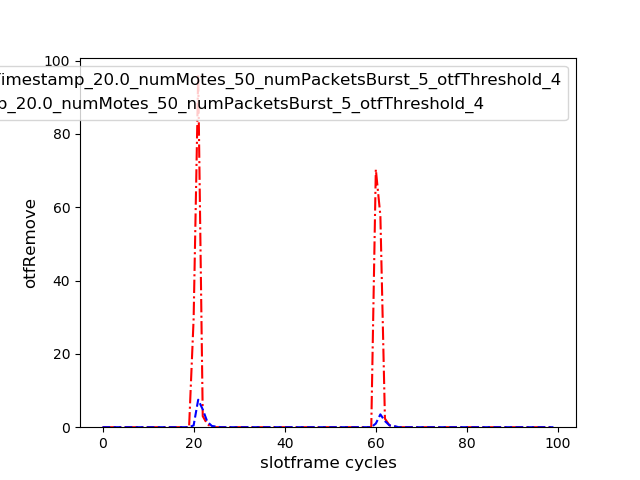 100
imestamp_20.0_numMotes_50_numPacketsBurst_5_otfThreshold_4
p_20.0_numMotes_50_numPacketsBurst_5_otfThreshold_4
80
60
40
20
0
otfRemove
0 20 40 60 80 100
slotframe cycles